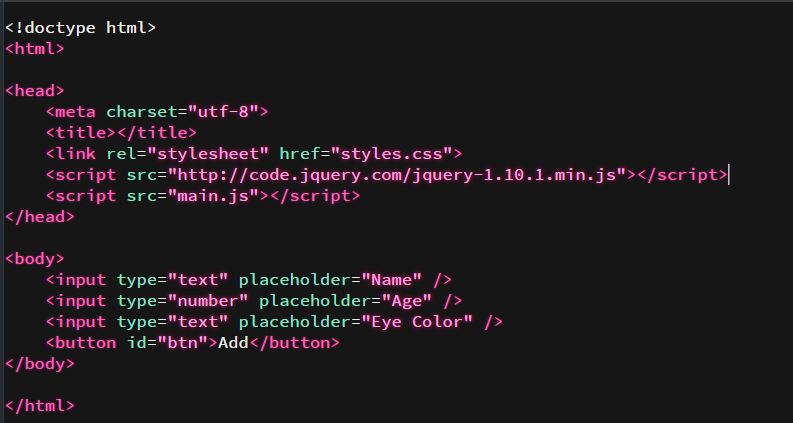 <!doctype html>
<html>
<head>
<meta charset="utf-8">
<title></title>
<link rel="stylesheet" href="styles.css">
<script src="http://code.jquery.com/jquery-1.10.1.min.js"></script>
<script src="main.js"></script>
</head>
<body>
<input type="text" placeholder="Name" />
<input type="number" placeholder="Age" />
<input type="text" placeholder="Eye Color" />
<button id="btn">Add</button>
</body>
</html>